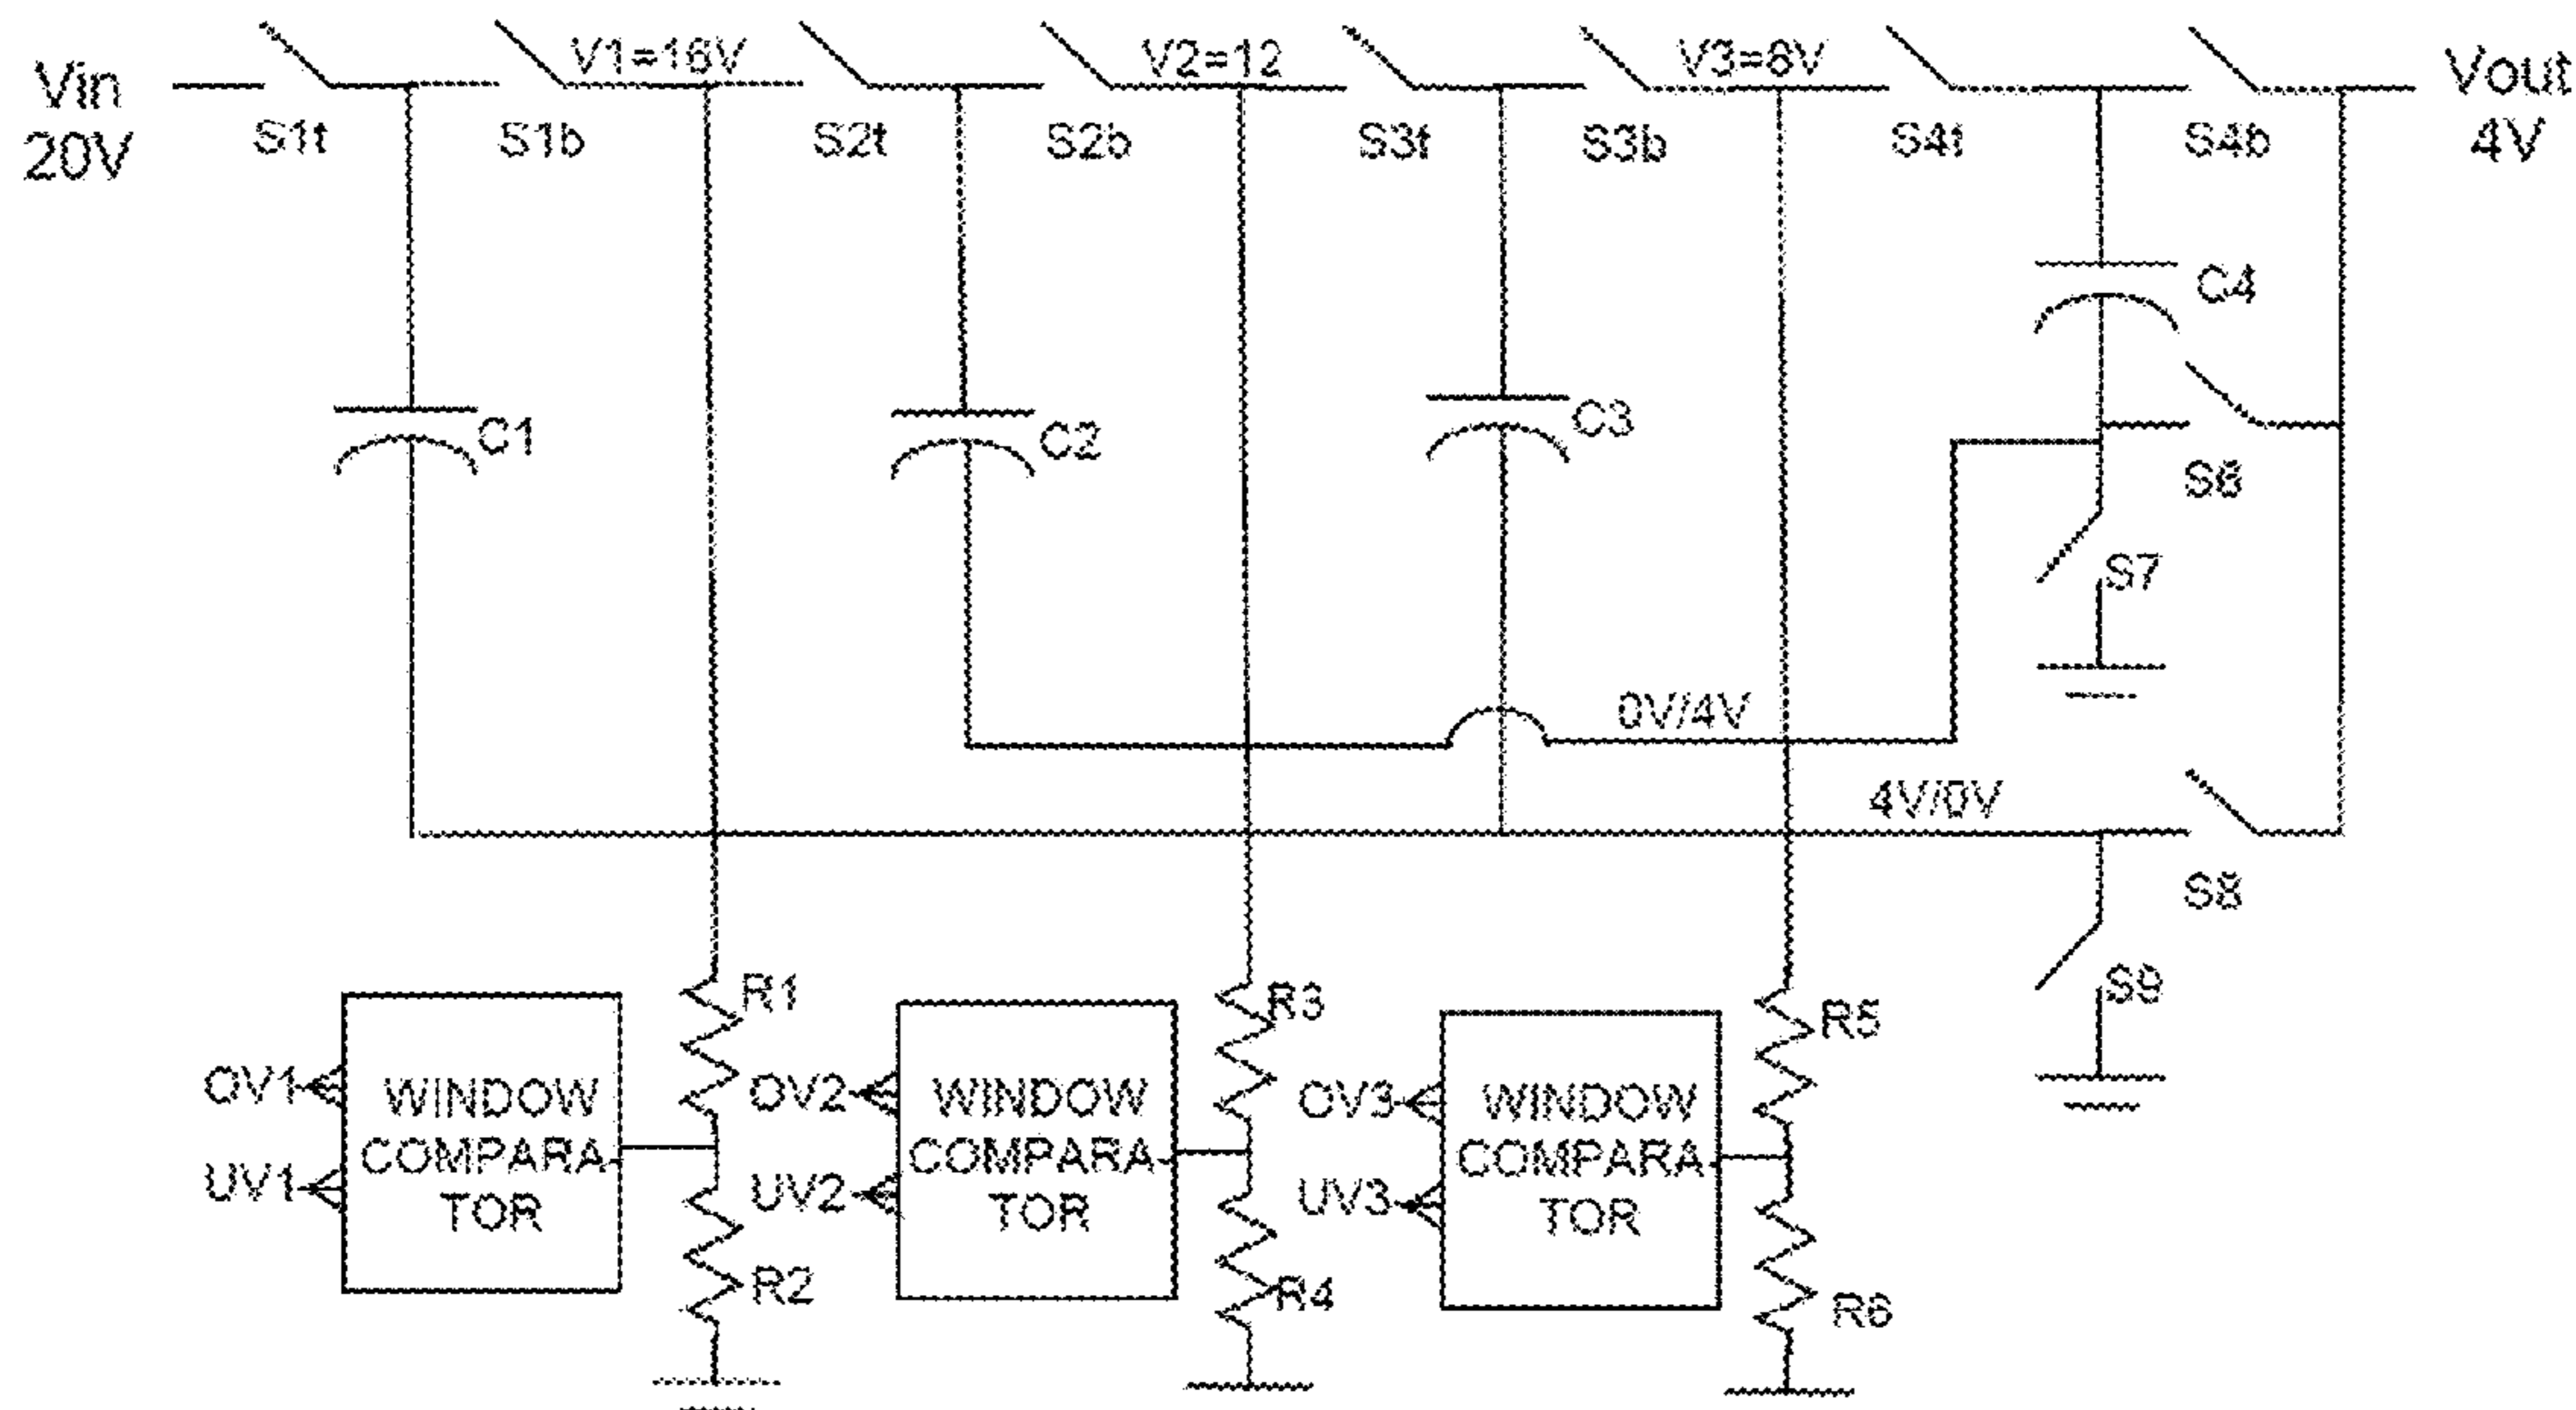 Vin
20V
V1=16V
V2=12
V3=8V
Vout
4V
S1t
S1b
S2t
S2b
S3t
S3b
S4t
S4b
C4
C1
C2
C3
S6
S7
0V/4V
4V/0V
S8
S9
R1
R3
R5
OV1
UV1
WINDOW
COMPARA
TOR
OV2
UV2
WINDOW
COMPARA
TOR
OV3
UV3
WINDOW
COMPARA
TOR
R2
R4
R6